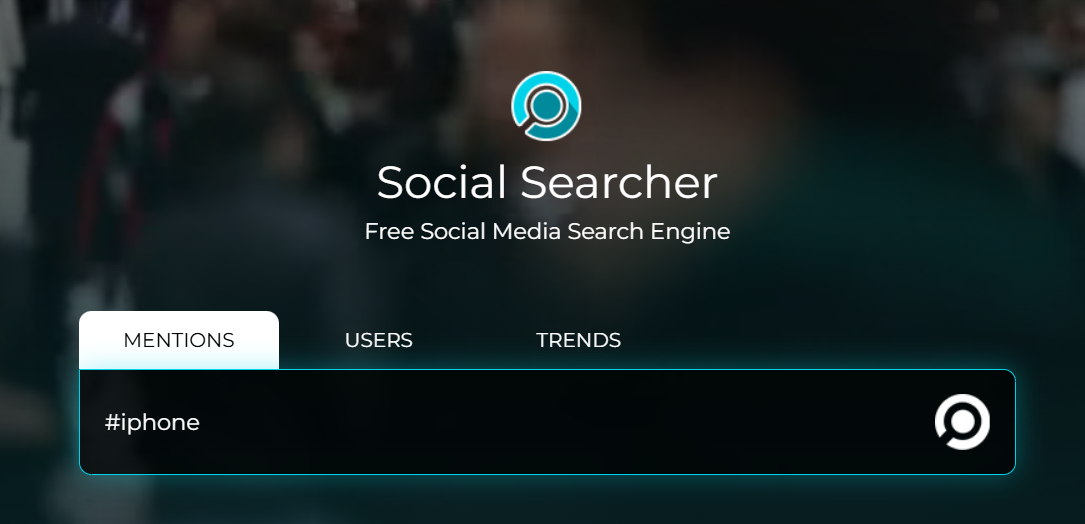 Social Searcher
Free Social Media Search Engine
MENTIONS USERS TRENDS
#iphone